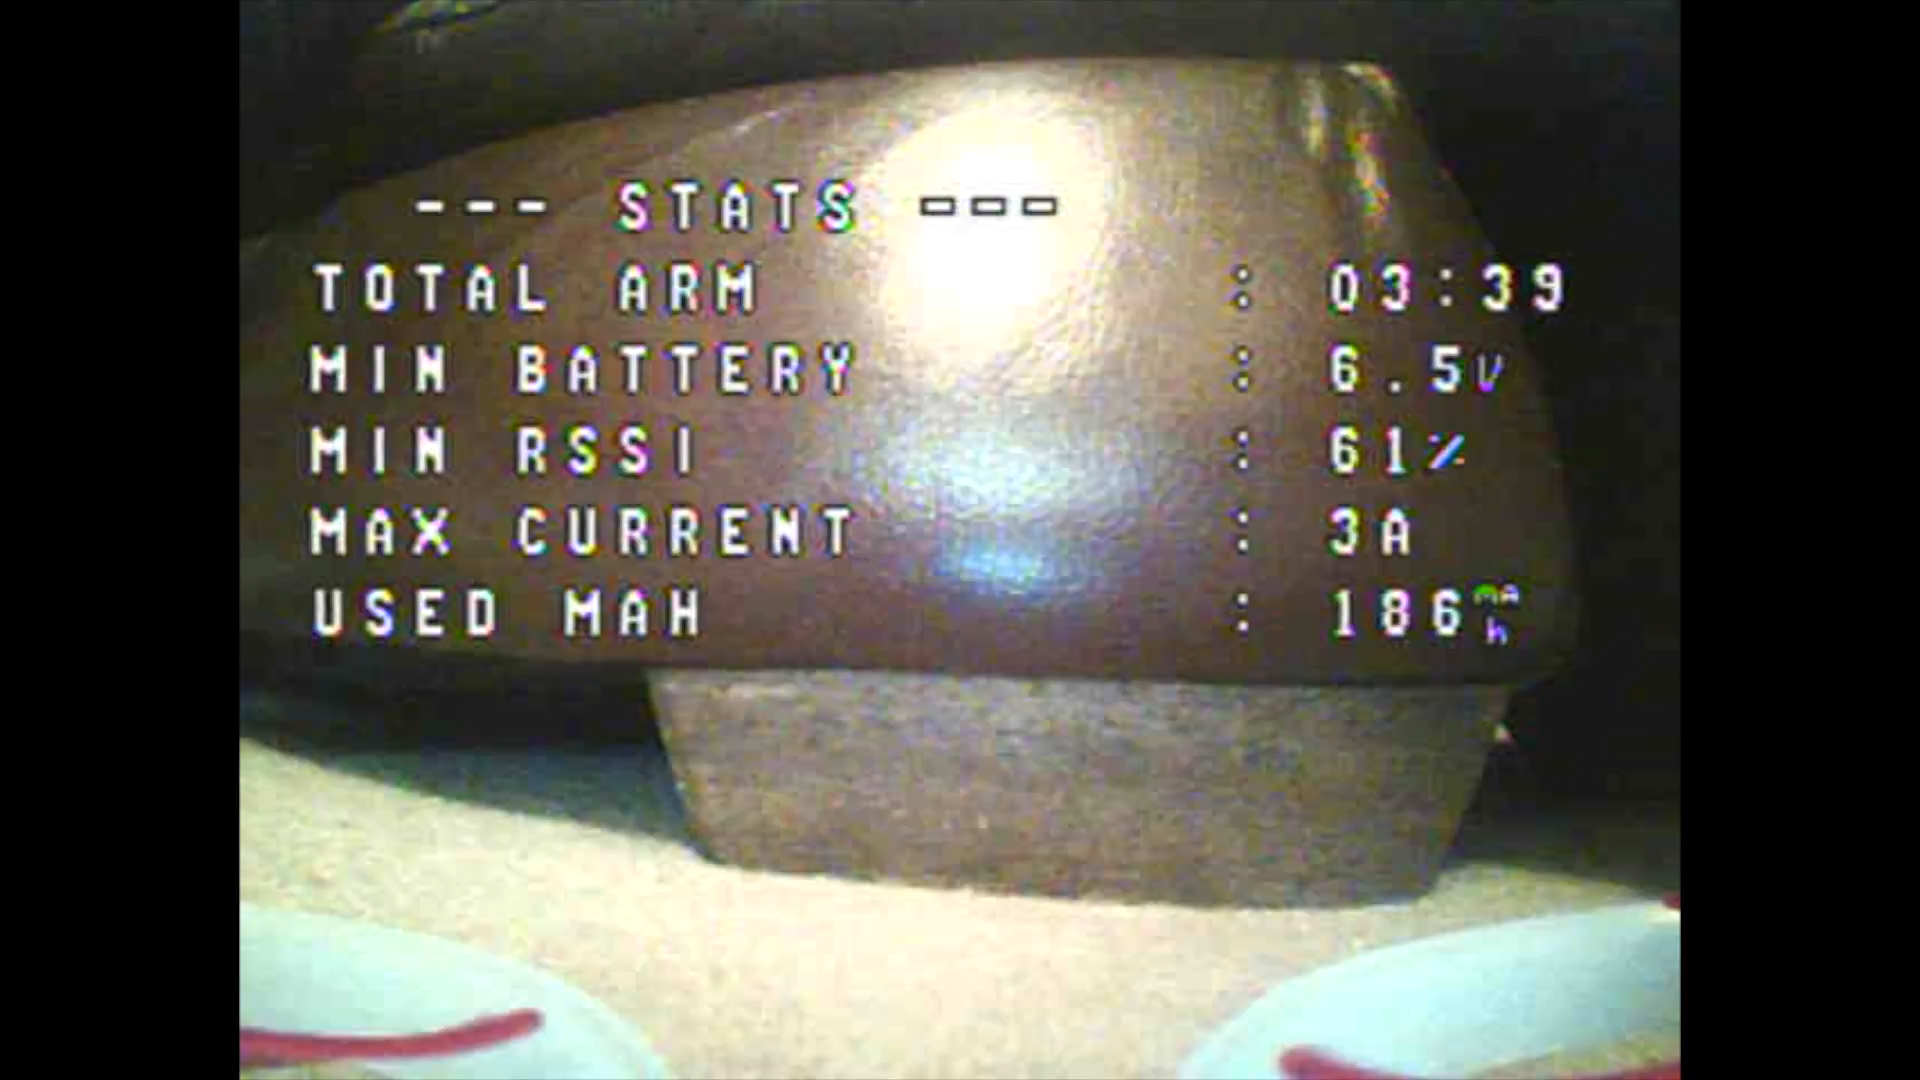 --- STATS ---
TOTAL ARM : 03:39
MIN BATTERY : 6.5V
MIN RSSI : 61%
MAX CURRENT : 3A
USED MAH : 186mAh